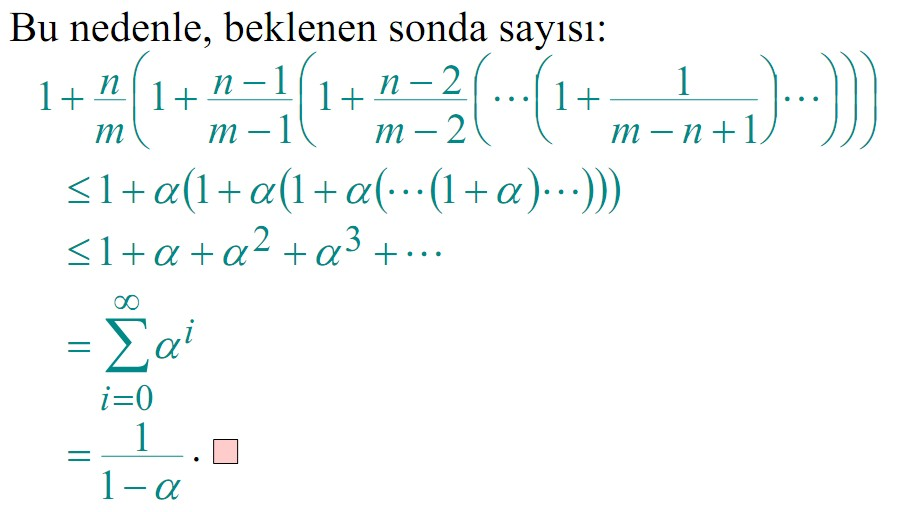 Bu nedenle, beklenen sonda sayısı:
1 + n/m (1 + (n − 1)/(m − 1) (1 + (n − 2)/(m − 2) (⋯ (1 + 1/(m − n + 1)) ⋯)))
≤ 1 + α(1 + α(1 + α(⋯(1 + α)⋯)))
≤ 1 + α + α² + α³ + ⋯
= ∑_{i=0}^{∞} α^i
= 1/(1 − α) . □